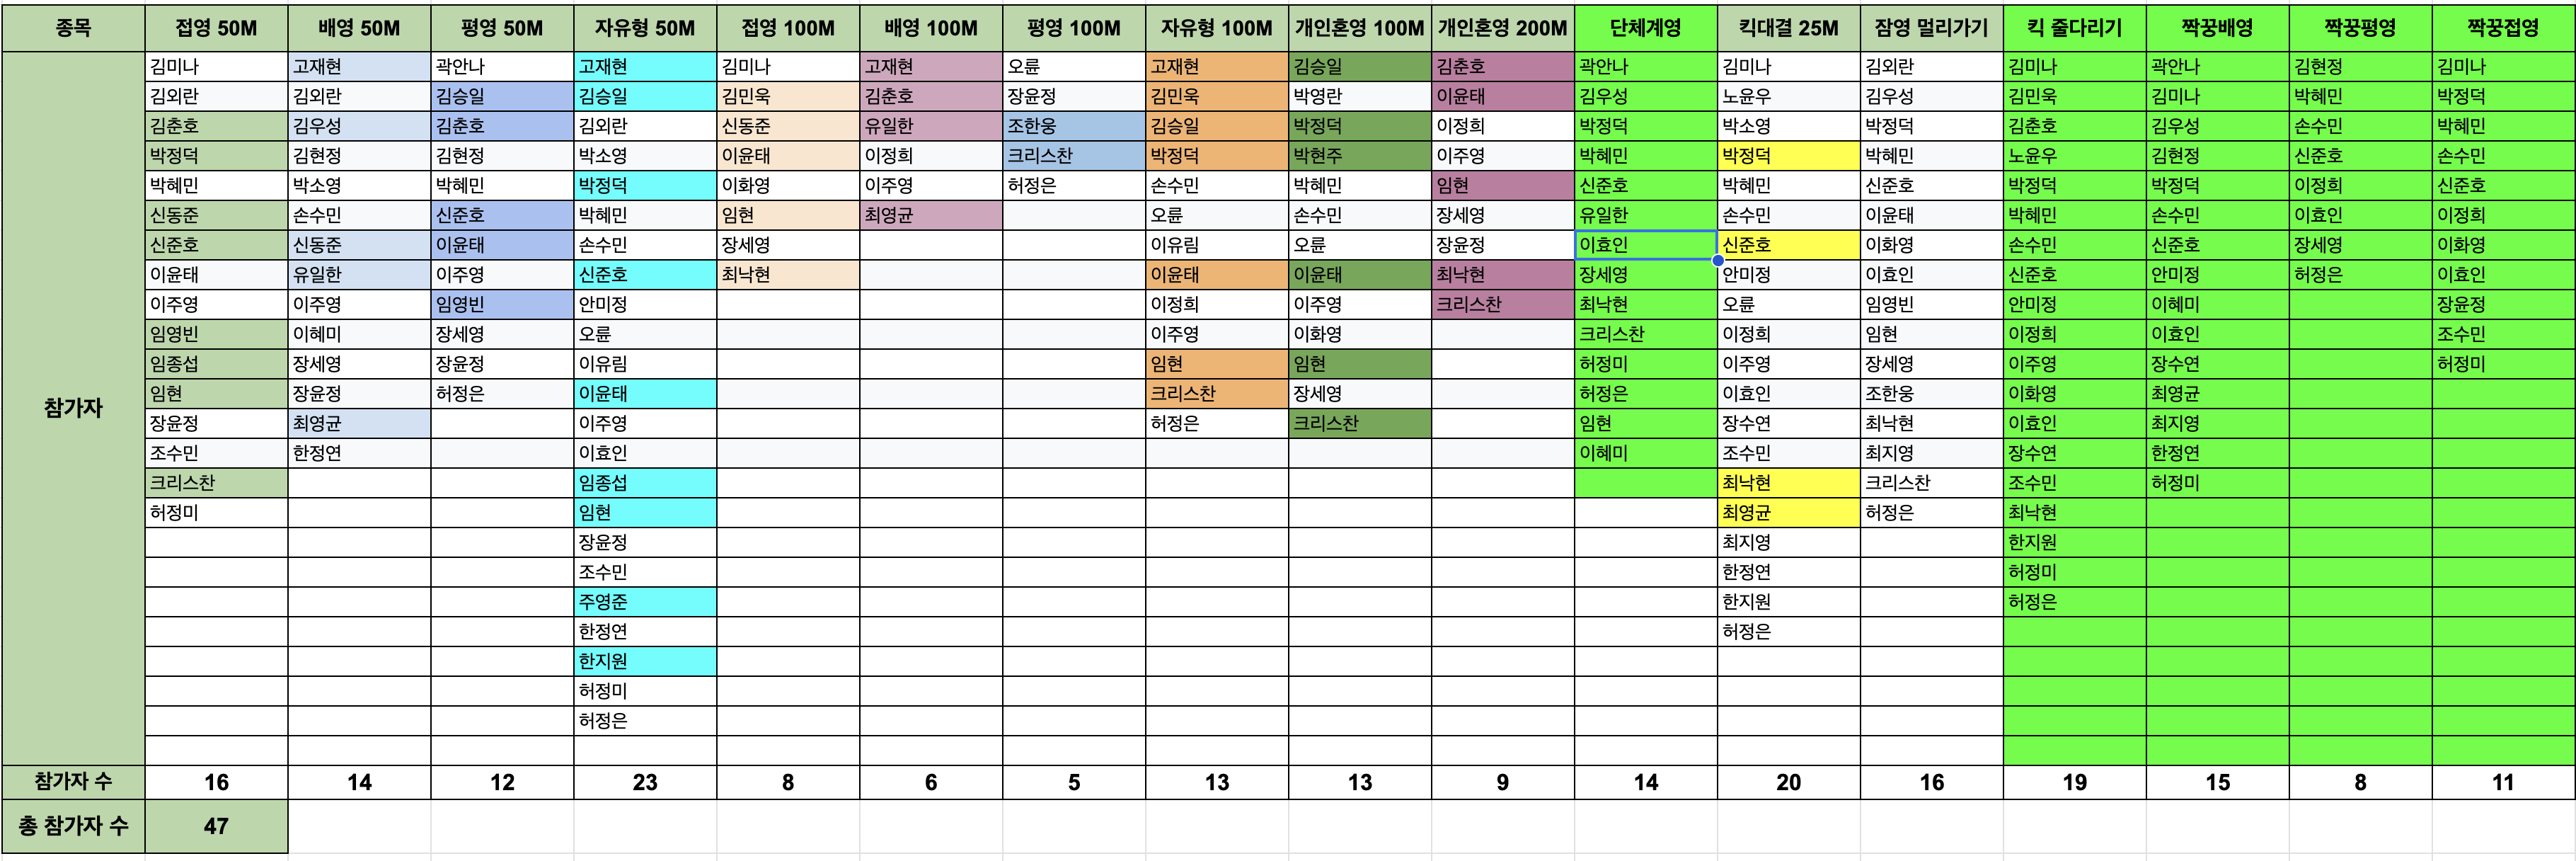 종목 접영 50M 배영 50M 평영 50M 자유형 50M 접영 100M 배영 100M 평영 100M 자유형 100M 개인혼영 100M 개인혼영 200M 단체계영 킥대결 25M 잠영 멀리가기 킥 줄다리기 짝꿍배영 짝꿍평영 짝꿍접영
김미나 고재현 곽안나 고재현 김미나 고재현 오륜 고재현 김승일 김춘호 곽안나 김미나 김외란 김미나 곽안나 김현정 김미나
김외란 김외란 김승일 김승일 김민욱 김춘호 장윤정 김민욱 박영란 이윤태 김우성 노윤우 김우성 김민욱 김미나 박혜민 박정덕
김춘호 김우성 김춘호 김외란 신동준 유일한 조한웅 김승일 박정덕 이정희 박정덕 박소영 박정덕 김춘호 김우성 손수민 박혜민
박정덕 김현정 김현정 박소영 이윤태 이정희 크리스찬 박정덕 박현주 이주영 박혜민 박정덕 박혜민 노윤우 김현정 신준호 손수민
박혜민 박소영 박혜민 박정덕 이화영 이주영 허정은 손수민 박혜민 임현 신준호 박혜민 신준호 박정덕 박정덕 이정희 신준호
신동준 손수민 신준호 박혜민 임현 최영균 오륜 손수민 장세영 유일한 손수민 이윤태 박혜민 손수민 이효인 이정희
신준호 신동준 이윤태 손수민 장세영 이유림 오륜 장윤정 이효인 신준호 이화영 손수민 신준호 장세영 이화영
이윤태 유일한 이주영 신준호 최낙현 이윤태 이윤태 최낙현 장세영 안미정 이효인 신준호 안미정 허정은 이효인
이주영 이주영 임영빈 안미정 이정희 이주영 크리스찬 최낙현 오륜 임영빈 안미정 이혜미 장윤정
임영빈 이혜미 장세영 오륜 이주영 이화영 크리스찬 이정희 임현 이정희 이효인 조수민
임종섭 장세영 장윤정 이유림 임현 임현 허정미 이주영 장세영 이주영 장수연 허정미
참가자 임현 장윤정 허정은 이윤태 크리스찬 장세영 허정은 이효인 조한웅 이화영 최영균
장윤정 최영균 이주영 허정은 크리스찬 임현 장수연 최낙현 이효인 최지영
조수민 한정연 이효인 이혜미 조수민 최지영 장수연 한정연
크리스찬 임종섭 최낙현 크리스찬 조수민 허정미
허정미 임현 최영균 허정은 최낙현
장윤정 최지영 한지원
조수민 한정연 허정미
주영준 한지원 허정은
한정연 허정은
한지원
허정미
허정은
참가자 수 16 14 12 23 8 6 5 13 13 9 14 20 16 19 15 8 11
총 참가자 수 47